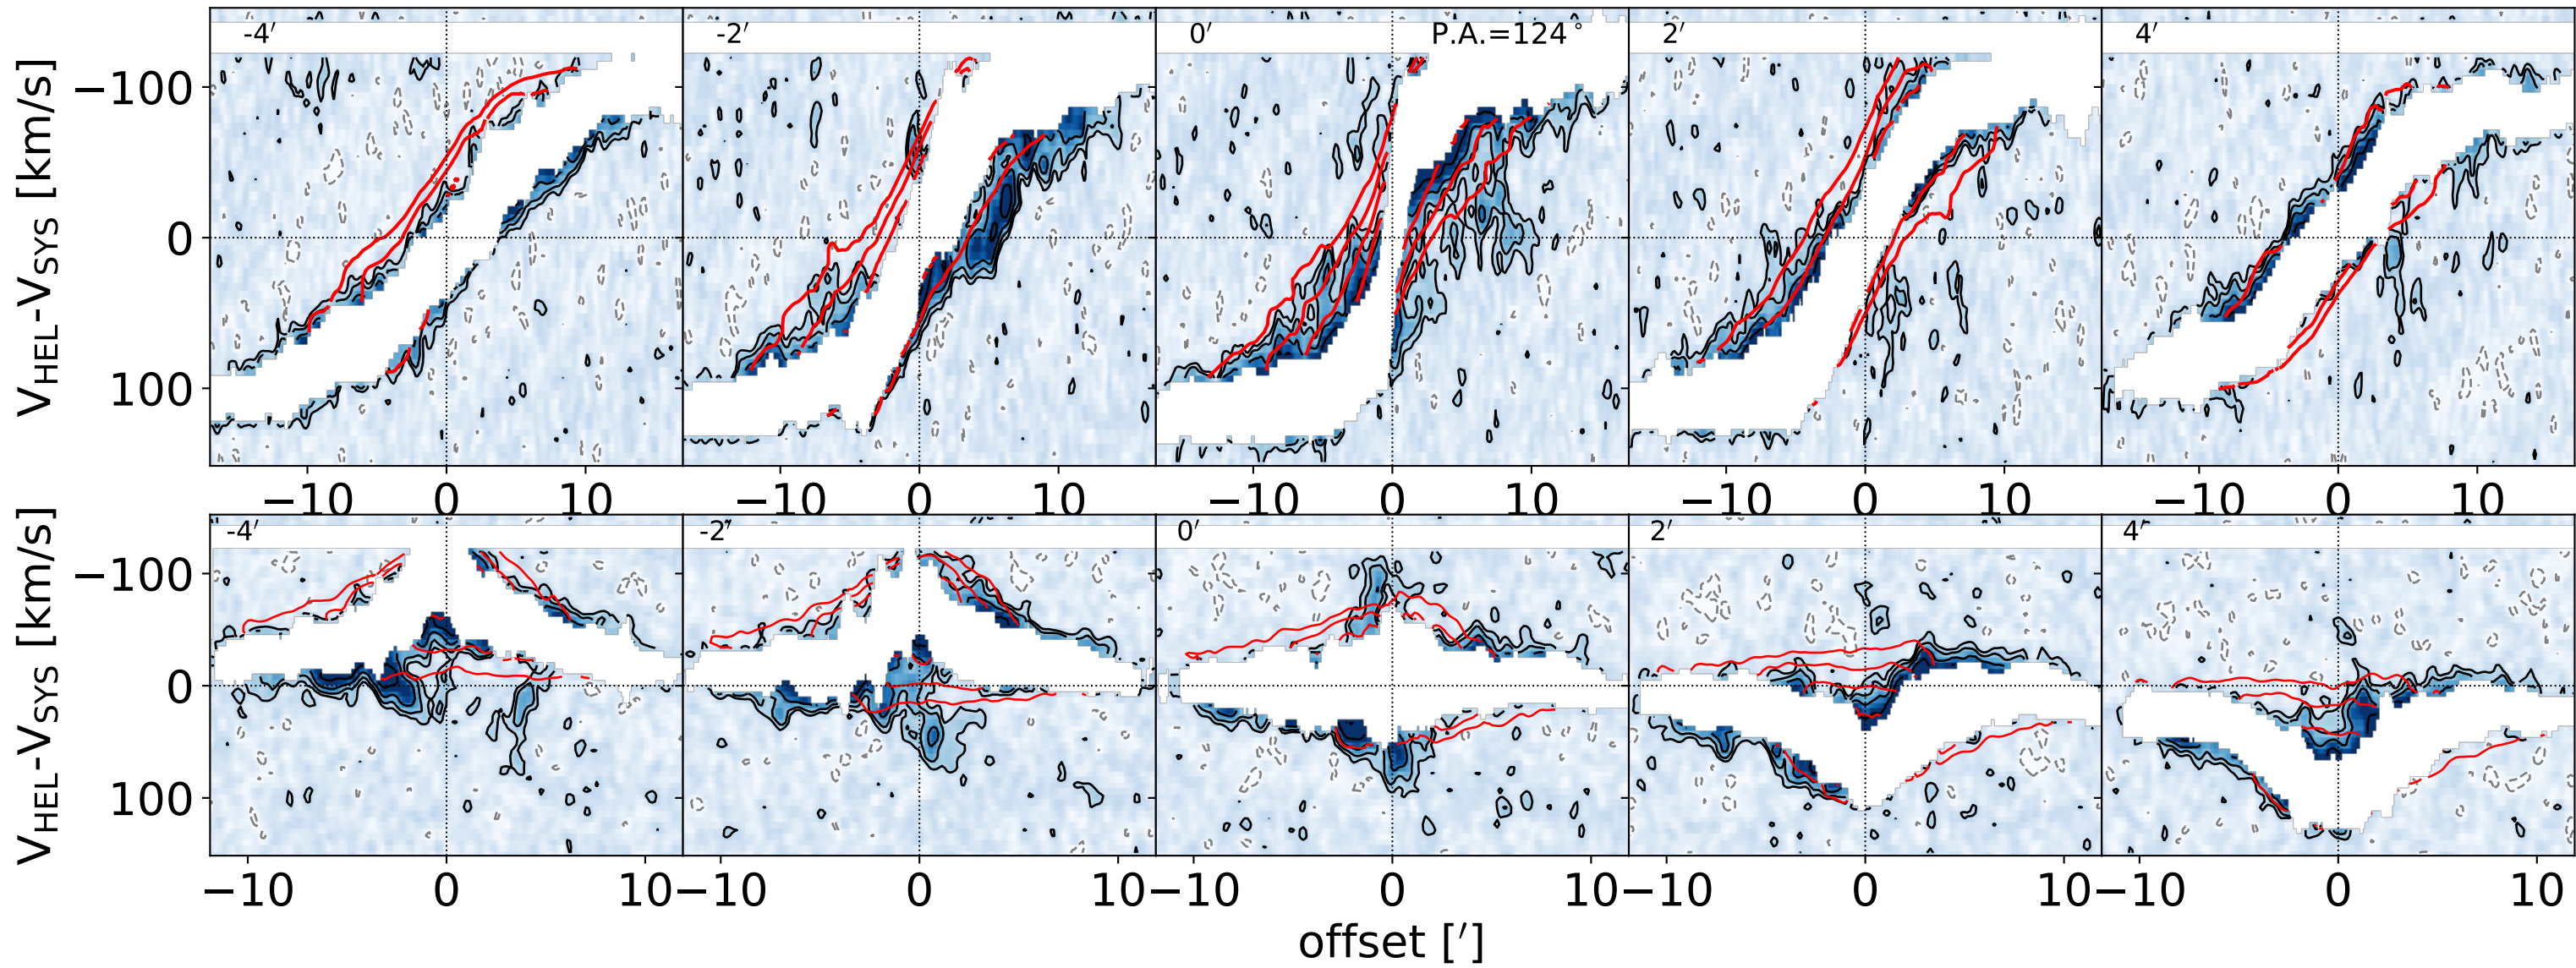 -4′ -2′ 0′ P.A.=124° 2′ 4′
V_HEL-V_SYS [km/s]
−100
0
100
−10 0 10 −10 0 10 −10 0 10 −10 0 10 −10 0 10
-4′ -2′ 0′ 2′ 4′
V_HEL-V_SYS [km/s]
−100
0
100
−10 0 10 −10 0 10 −10 0 10 −10 0 10 −10 0 10
offset [′]